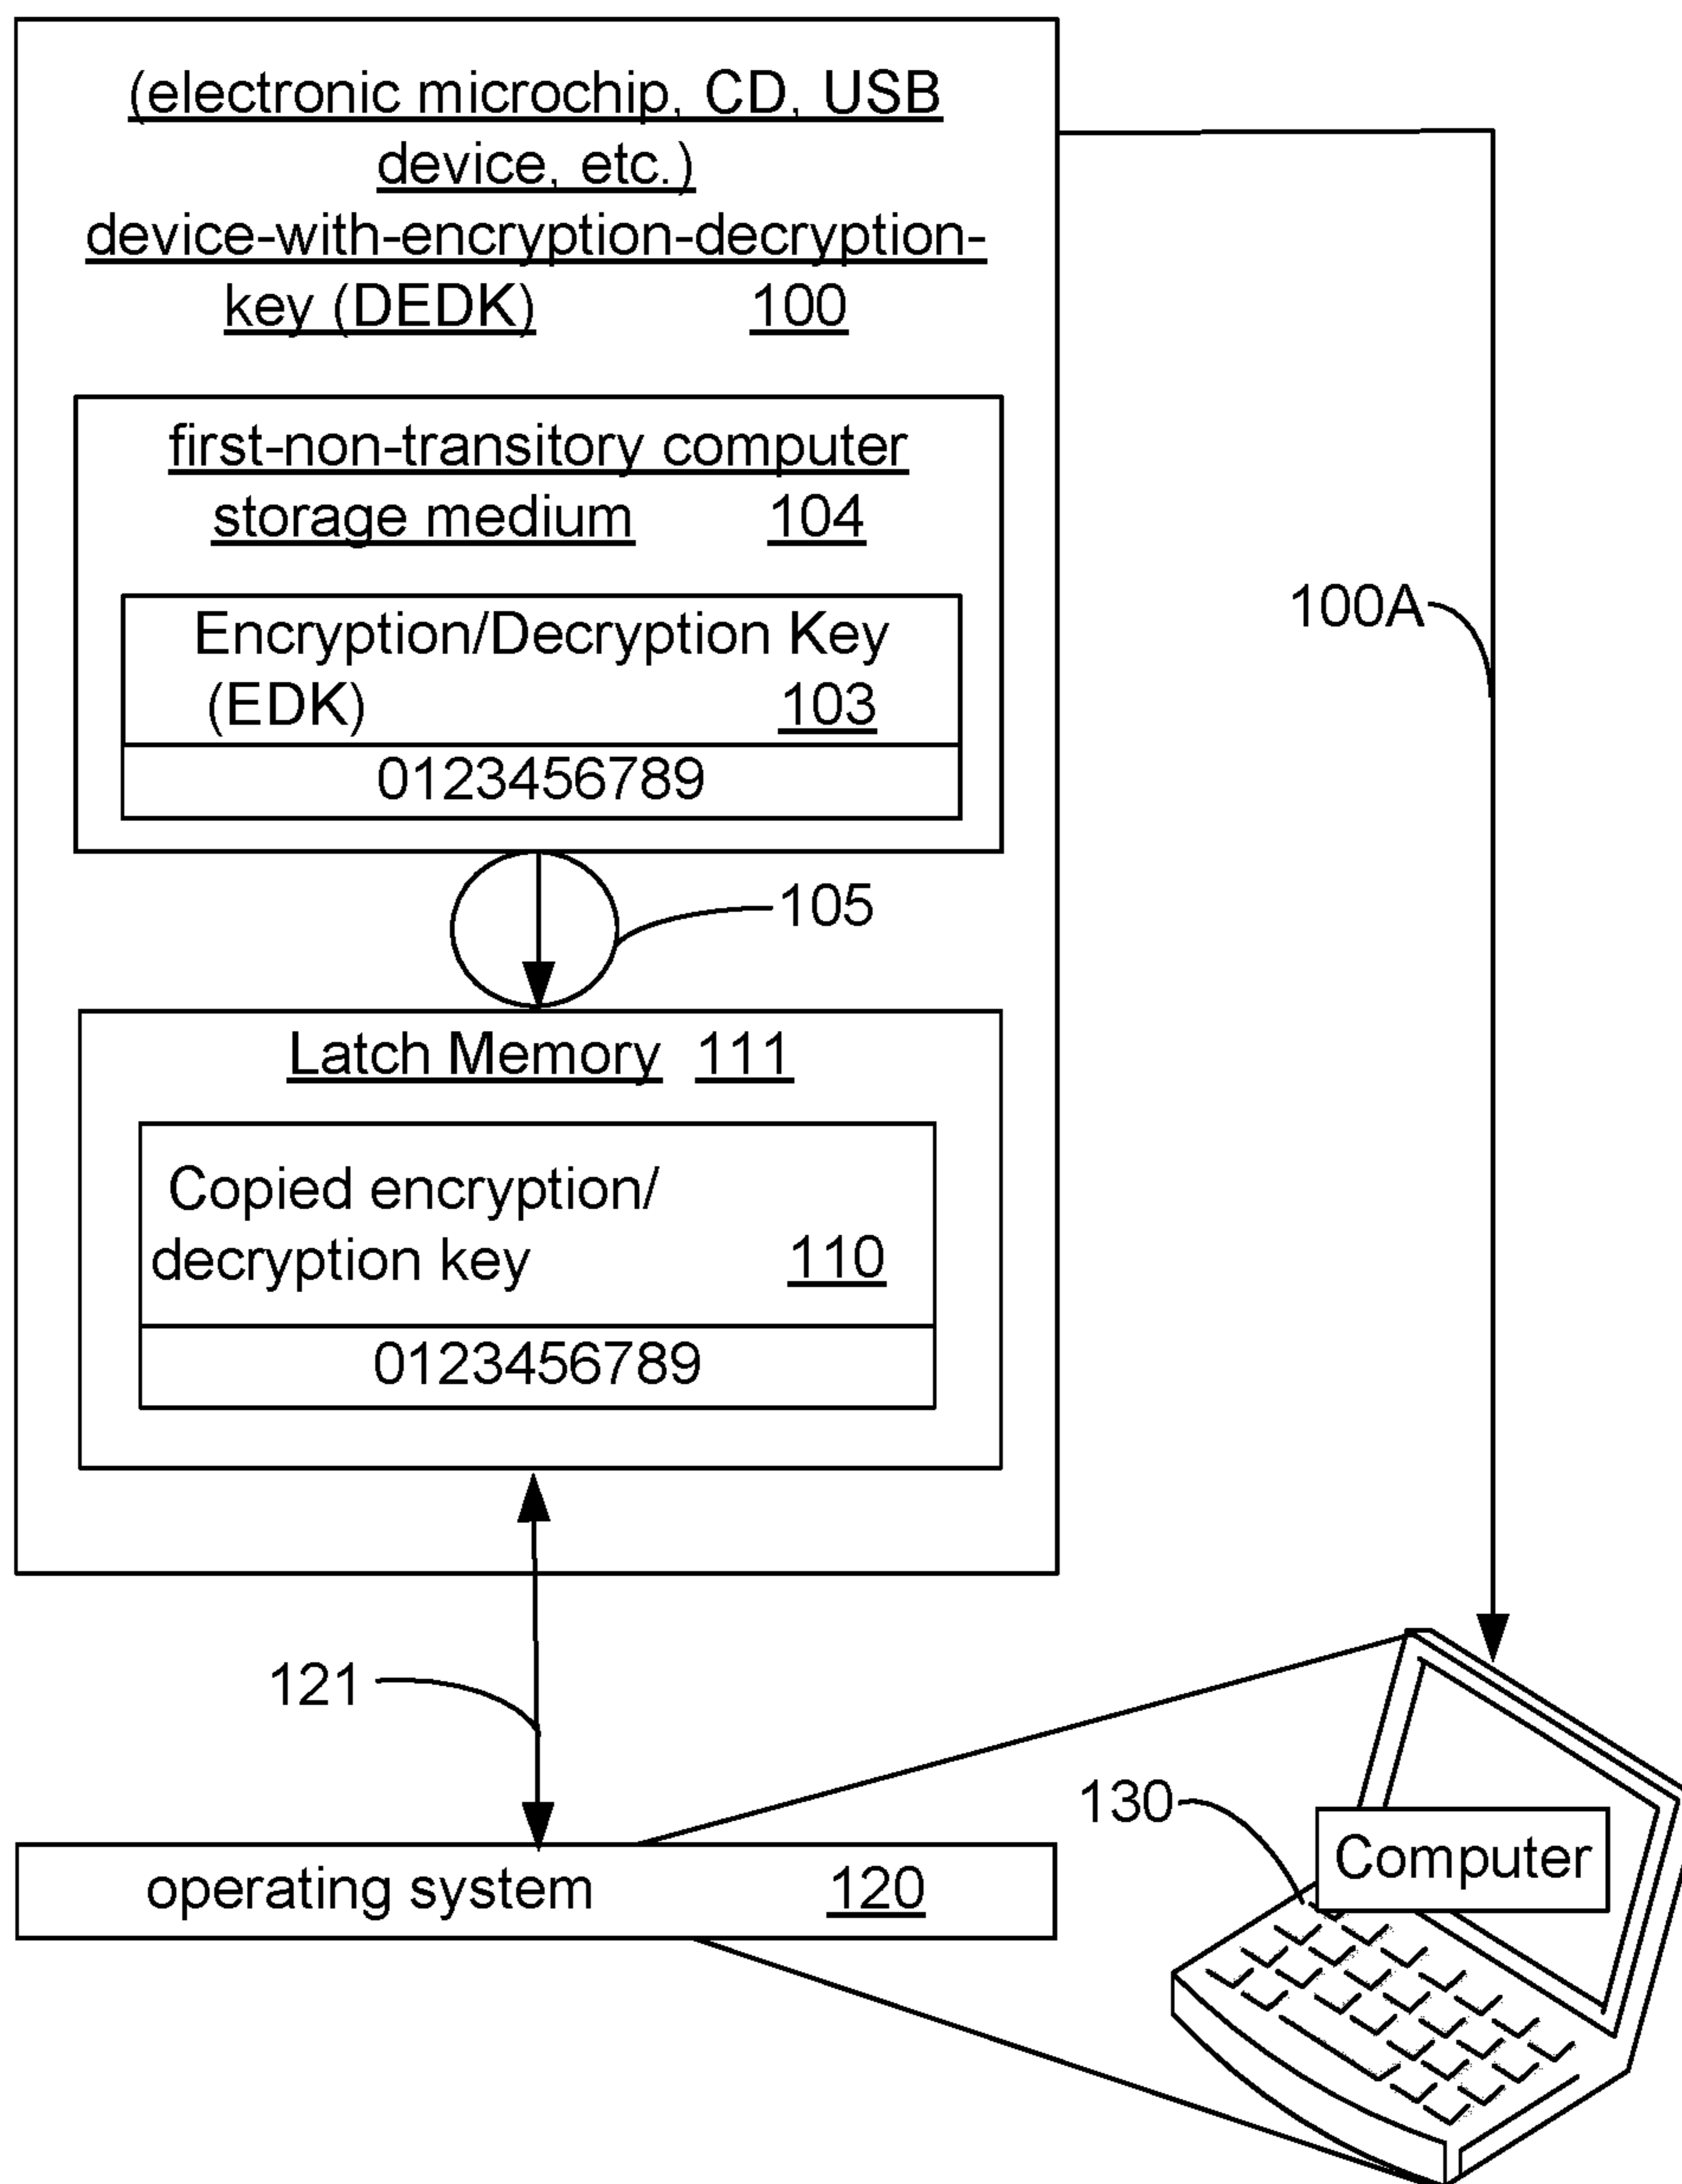 (electronic microchip, CD, USB
device, etc.)
device-with-encryption-decryption-
key (DEDK) 100
first-non-transitory computer
storage medium 104
Encryption/Decryption Key
(EDK) 103
0123456789
105
Latch Memory 111
Copied encryption/
decryption key 110
0123456789
100A
121
operating system 120
130
Computer